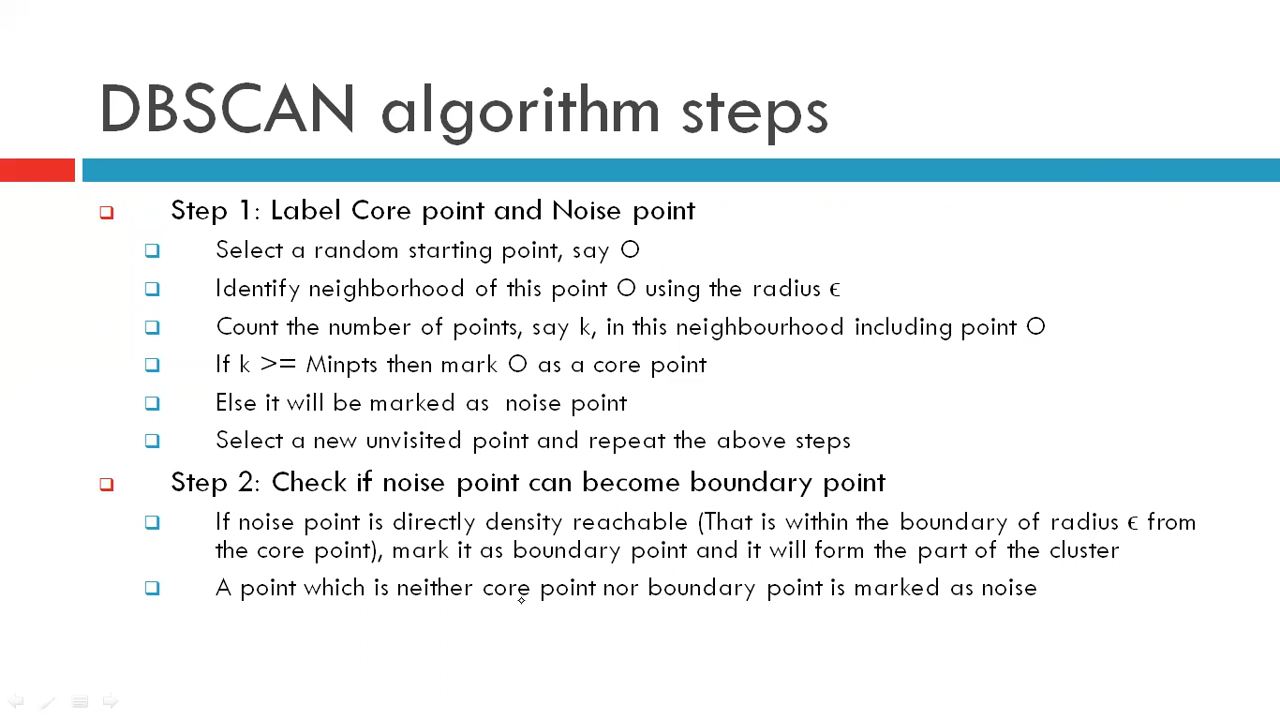 DBSCAN algorithm steps
Step 1: Label Core point and Noise point
Select a random starting point, say O
Identify neighborhood of this point O using the radius ϵ
Count the number of points, say k, in this neighbourhood including point O
If k >= Minpts then mark O as a core point
Else it will be marked as  noise point
Select a new unvisited point and repeat the above steps
Step 2: Check if noise point can become boundary point
If noise point is directly density reachable (That is within the boundary of radius ϵ from
the core point), mark it as boundary point and it will form the part of the cluster
A point which is neither core point nor boundary point is marked as noise